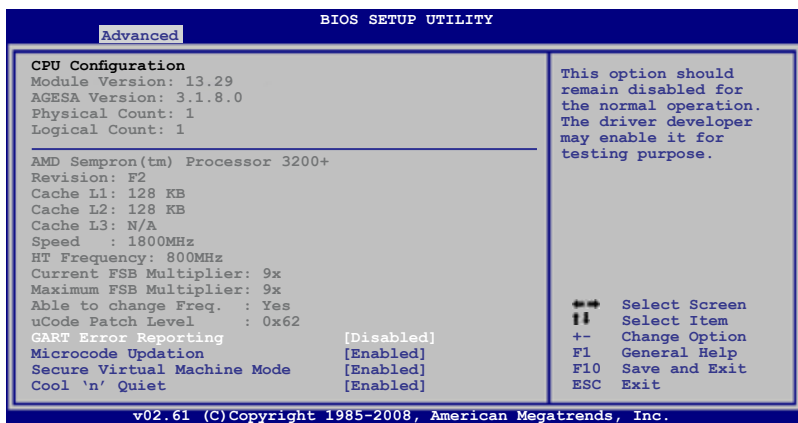 BIOS SETUP UTILITY
Advanced
CPU Configuration
Module Version: 13.29
AGESA Version: 3.1.8.0
Physical Count: 1
Logical Count: 1
AMD Sempron(tm) Processor 3200+
Revision: F2
Cache L1: 128 KB
Cache L2: 128 KB
Cache L3: N/A
Speed : 1800MHz
HT Frequency: 800MHz
Current FSB Multiplier: 9x
Maximum FSB Multiplier: 9x
Able to change Freq. : Yes
uCode Patch Level : 0x62
GART Error Reporting [Disabled]
Microcode Updation [Enabled]
Secure Virtual Machine Mode [Enabled]
Cool ‘n’ Quiet [Enabled]
This option should
remain disabled for
the normal operation.
The driver developer
may enable it for
testing purpose.
Select Screen
Select Item
+- Change Option
F1 General Help
F10 Save and Exit
ESC Exit
v02.61 (C)Copyright 1985-2008, American Megatrends, Inc.